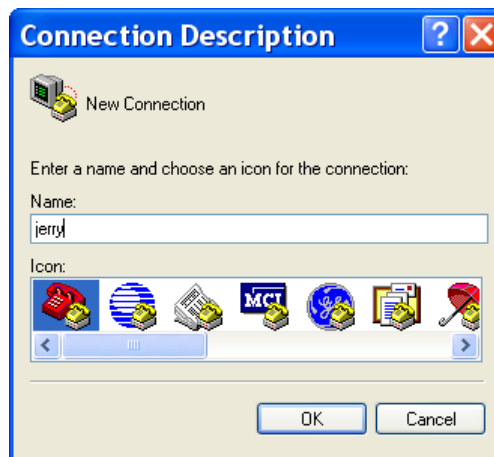 Connection Description
New Connection
Enter a name and choose an icon for the connection:
Name:
jerry
Icon:
MCI
OK
Cancel